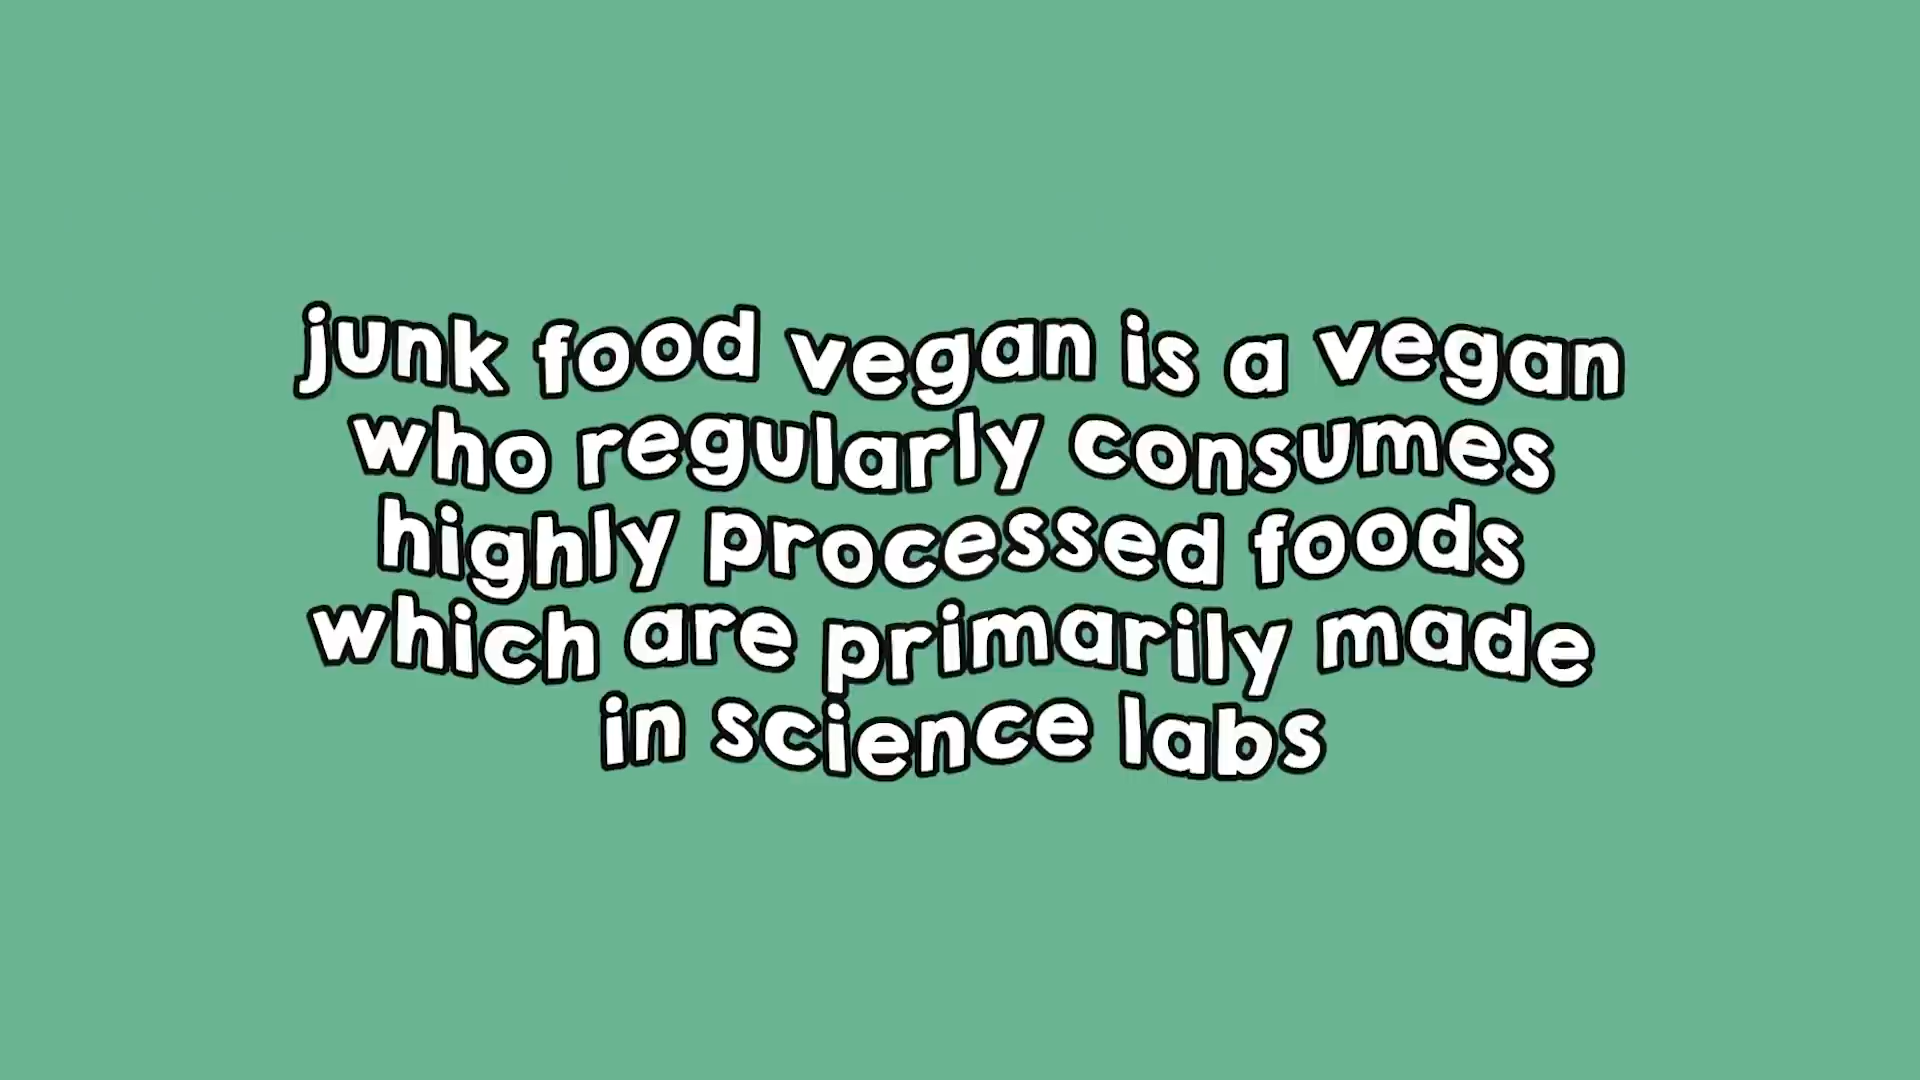 junk food vegan is a vegan
who regularly consumes
highly processed foods
which are primarily made
in science labs